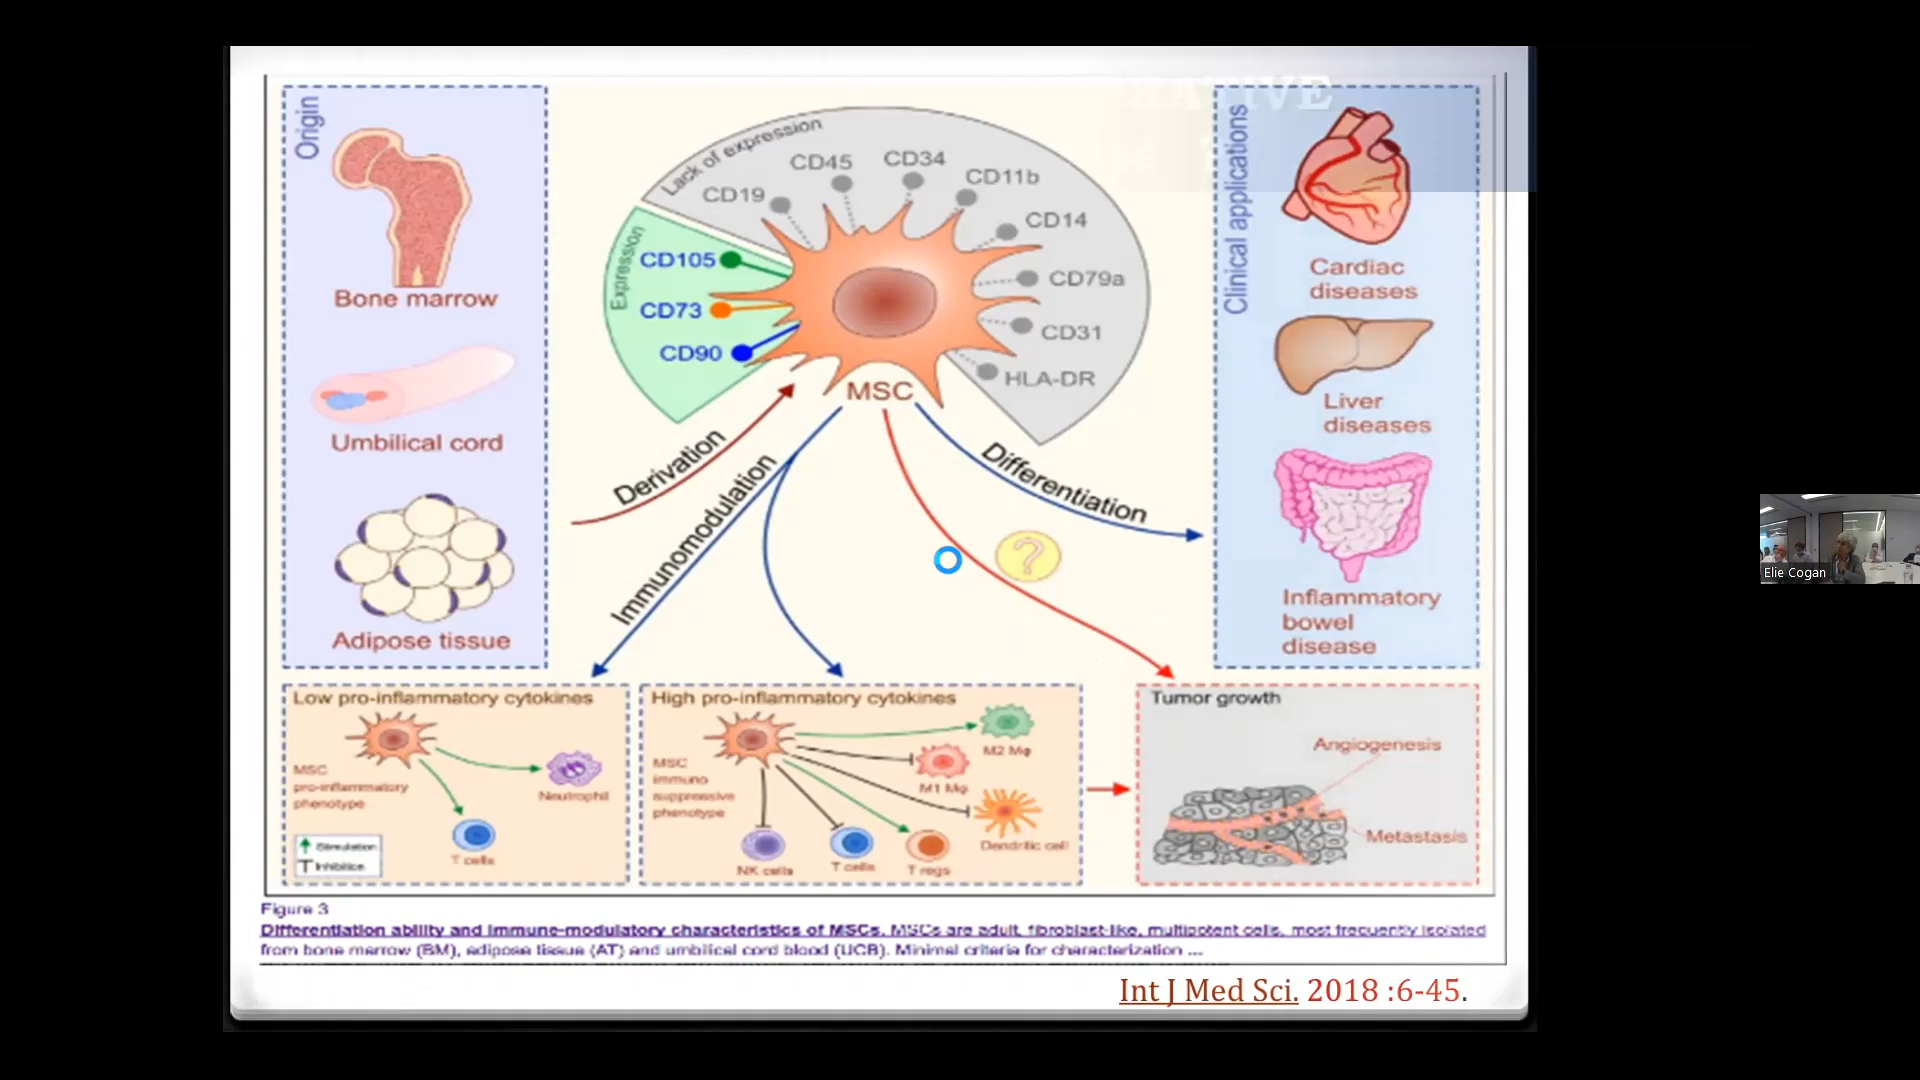 ATIVE
Origin
Bone marrow
Umbilical cord
Adipose tissue
Lack of expression
CD19
CD45
CD34
CD11b
CD14
CD79a
CD31
HLA-DR
Expression
CD105
CD73
CD90
MSC
Derivation
Immunomodulation
?
Differentiation
Clinical applications
Cardiac
diseases
Liver
diseases
Inflammatory
bowel
disease
Low pro-inflammatory cytokines
MSC
pro-inflammatory
phenotype
Neutrophil
T cells
Stimulation
Inhibition
High pro-inflammatory cytokines
MSC
immuno
suppressive
phenotype
M2 Mφ
M1 Mφ
Dendritic cell
NK cells
T cells
T regs
Tumor growth
Angiogenesis
Metastasis
Figure 3
Differentiation ability and immune-modulatory characteristics of MSCs. MSCs are adult, fibroblast-like, multipotent cells, most frequently isolated
from bone marrow (BM), adipose tissue (AT) and umbilical cord blood (UCB). Minimal criteria for characterization ...
Int J Med Sci. 2018 :6-45.
Elie Cogan